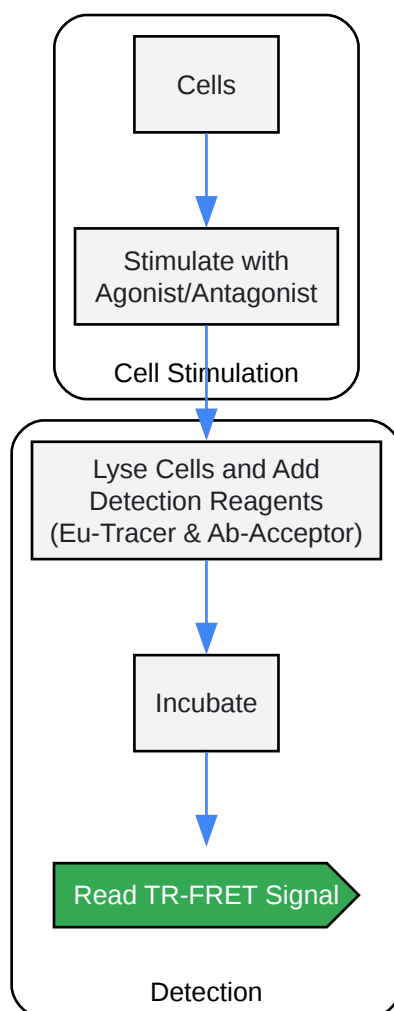 Cells
Stimulate with
Agonist/Antagonist
Cell Stimulation
Lyse Cells and Add
Detection Reagents
(Eu-Tracer & Ab-Acceptor)
Incubate
Read TR-FRET Signal
Detection